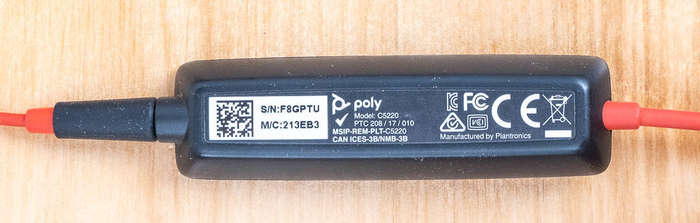 S/N:F8GPTU
M/C:213EB3
poly
Model: C5220
PTC 208 / 17 / 010
MSIP-REM-PLT-C5220
CAN ICES-3B/NMB-3B
FC CE
Manufactured by Plantronics